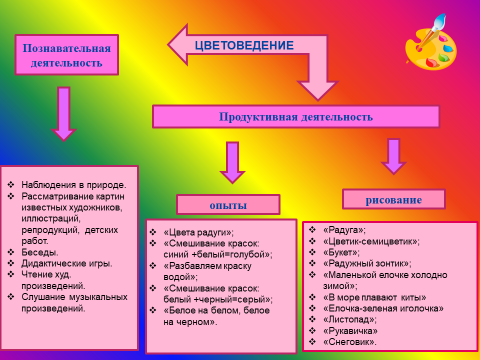 ЦВЕТОВЕДЕНИЕ
Познавательная
деятельность
Продуктивная деятельность
❖ Наблюдения в природе.
❖ Рассматривание картин
известных художников,
иллюстраций,
репродукций, детских
работ.
❖ Беседы.
❖ Дидактические игры.
❖ Чтение худ.
произведений.
❖ Слушание музыкальных
произведений.
опыты
❖ «Цвета радуги»;
❖ «Смешивание красок:
синий +белый=голубой»;
❖ «Разбавляем краску
водой»;
❖ «Смешивание красок:
белый +черный=серый»;
❖ «Белое на белом, белое
на черном».
рисование
❖ «Радуга»;
❖ «Цветик-семицветик»;
❖ «Букет»;
❖ «Радужный зонтик»;
❖ «Маленькой елочке холодно
зимой»;
❖ «В море плавают киты»
❖ «Елочка-зеленая иголочка»
❖ «Листопад»;
❖ «Рукавичка»
❖ «Снеговик».